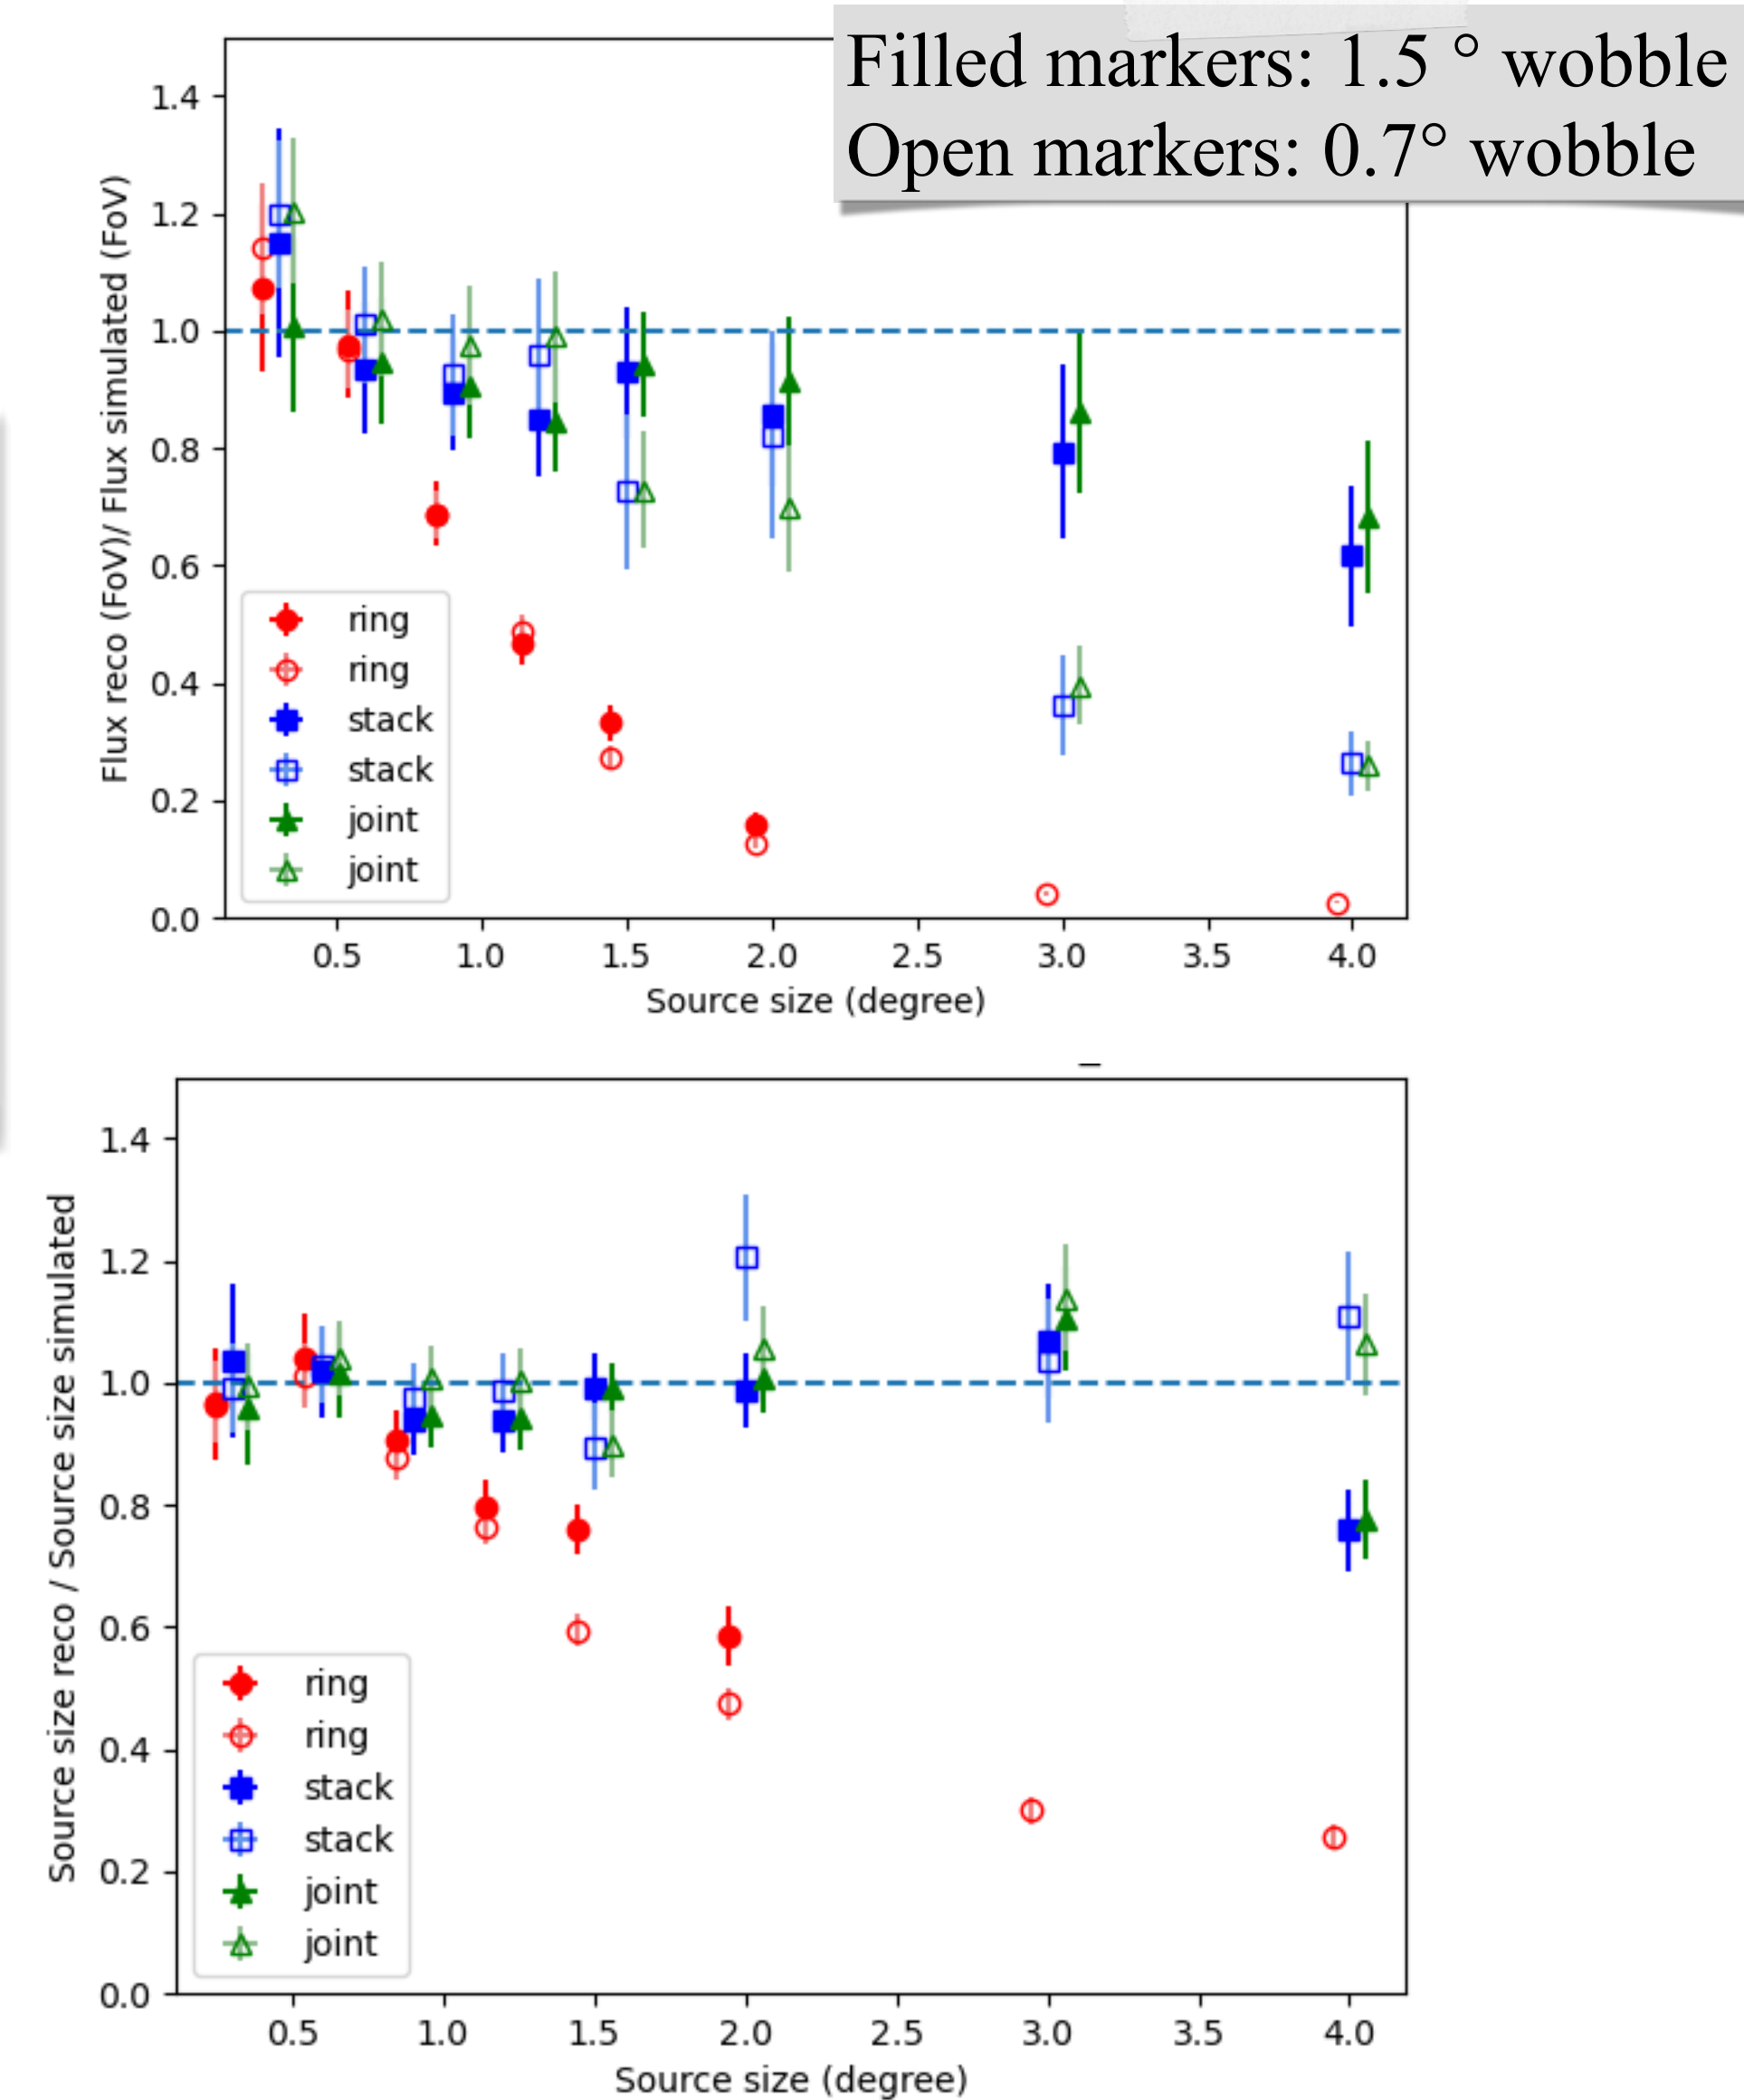 Filled markers: 1.5 ° wobble
Open markers: 0.7° wobble
Flux reco (FoV)/ Flux simulated (FoV)
1.4
1.2
1.0
0.8
0.6
0.4
0.2
0.0
ring
ring
stack
stack
joint
joint
0.5 1.0 1.5 2.0 2.5 3.0 3.5 4.0
Source size (degree)
Source size reco / Source size simulated
1.4
1.2
1.0
0.8
0.6
0.4
0.2
0.0
ring
ring
stack
stack
joint
joint
0.5 1.0 1.5 2.0 2.5 3.0 3.5 4.0
Source size (degree)